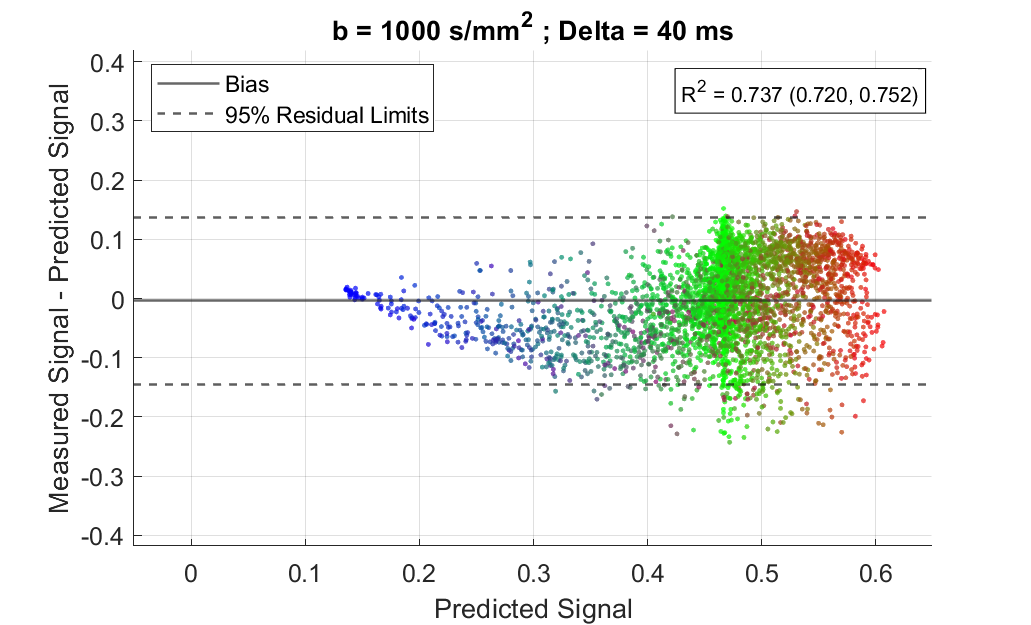 b = 1000 s/mm² ; Delta = 40 ms
Bias
95% Residual Limits
R² = 0.737 (0.720, 0.752)
Measured Signal - Predicted Signal
0.4
0.3
0.2
0.1
0
-0.1
-0.2
-0.3
-0.4
0 0.1 0.2 0.3 0.4 0.5 0.6
Predicted Signal